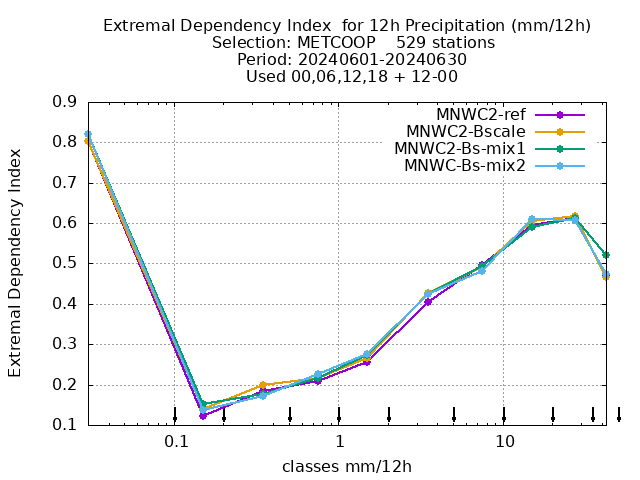 Extremal Dependency Index  for 12h Precipitation (mm/12h)
Selection: METCOOP    529 stations
Period: 20240601-20240630
Used 00,06,12,18 + 12-00
MNWC2-ref
MNWC2-Bscale
MNWC2-Bs-mix1
MNWC-Bs-mix2
Extremal Dependency Index
0.9
0.8
0.7
0.6
0.5
0.4
0.3
0.2
0.1
0.1 1 10
classes mm/12h